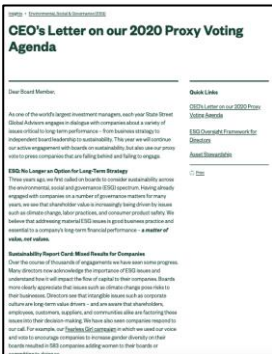 Insights • Environmental, Social & Governance (ESG)
CEO's Letter on our 2020 Proxy Voting
Agenda
Dear Board Member,
As one of the world's largest investment managers, each year State Street
Global Advisors engages in dialogue with companies about a variety of
issues critical to long-term performance – from business strategy to
independent board leadership to sustainability. This year we will continue
our active engagement with boards on sustainability but also use our proxy
vote to press companies that are falling behind and failing to engage.
ESG: No Longer an Option for Long-Term Strategy
Three years ago, we first called on boards to consider sustainability across
the environmental, social and governance (ESG) spectrum. Having already
engaged with companies on a number of governance matters for many
years, we see that shareholder value is increasingly being driven by issues
such as climate change, labor practices, and consumer product safety. We
believe that addressing material ESG issues is good business practice and
essential to a company's long-term financial performance – a matter of
value, not values.
Sustainability Report Card: Mixed Results for Companies
Over the course of thousands of engagements we have seen some progress.
Many directors now acknowledge the importance of ESG issues and
understand how it will impact the flow of capital to their companies. Boards
more clearly appreciate that issues such as climate change pose risks to
their businesses. Directors see that intangible issues such as corporate
culture are long-term value drivers – and are aware that shareholders,
employees, customers, suppliers, and communities alike are factoring these
issues into their decision-making. We have also seen companies respond to
our call. For example, our Fearless Girl campaign in which we used our voice
and vote to encourage companies to increase gender diversity on their
boards resulted in 583 companies adding women to their boards or
Quick Links
CEO's Letter on our 2020 Proxy
Voting Agenda
ESG Oversight Framework for
Directors
Asset Stewardship
Print